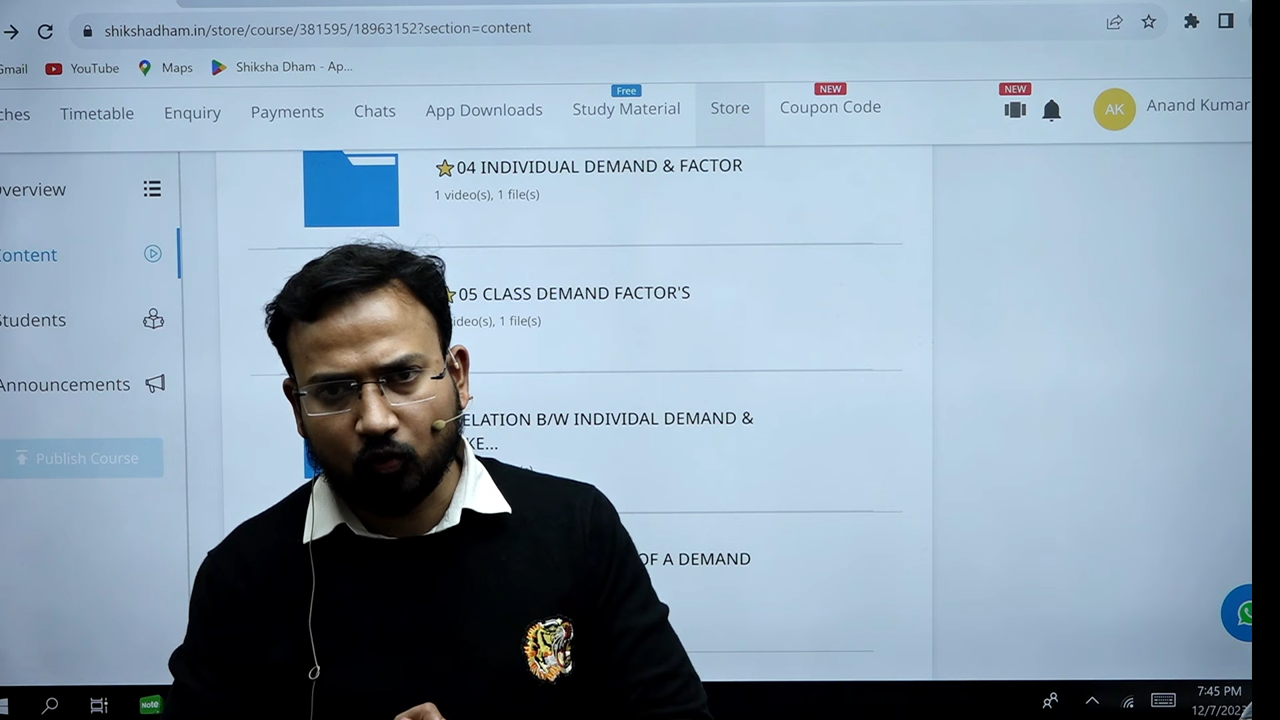 shikshadham.in/store/course/381595/18963152?section=content
Gmail YouTube Maps Shiksha Dham - Ap...
ches Timetable Enquiry Payments Chats App Downloads Free Study Material Store NEW Coupon Code NEW AK Anand Kumar
04 INDIVIDUAL DEMAND & FACTOR
1 video(s), 1 file(s)
verview
ontent
05 CLASS DEMAND FACTOR'S
ideo(s), 1 file(s)
Students
Announcements
ELATION B/W INDIVIDAL DEMAND &
KE...
Publish Course
OF A DEMAND
Note
7:45 PM
12/7/202